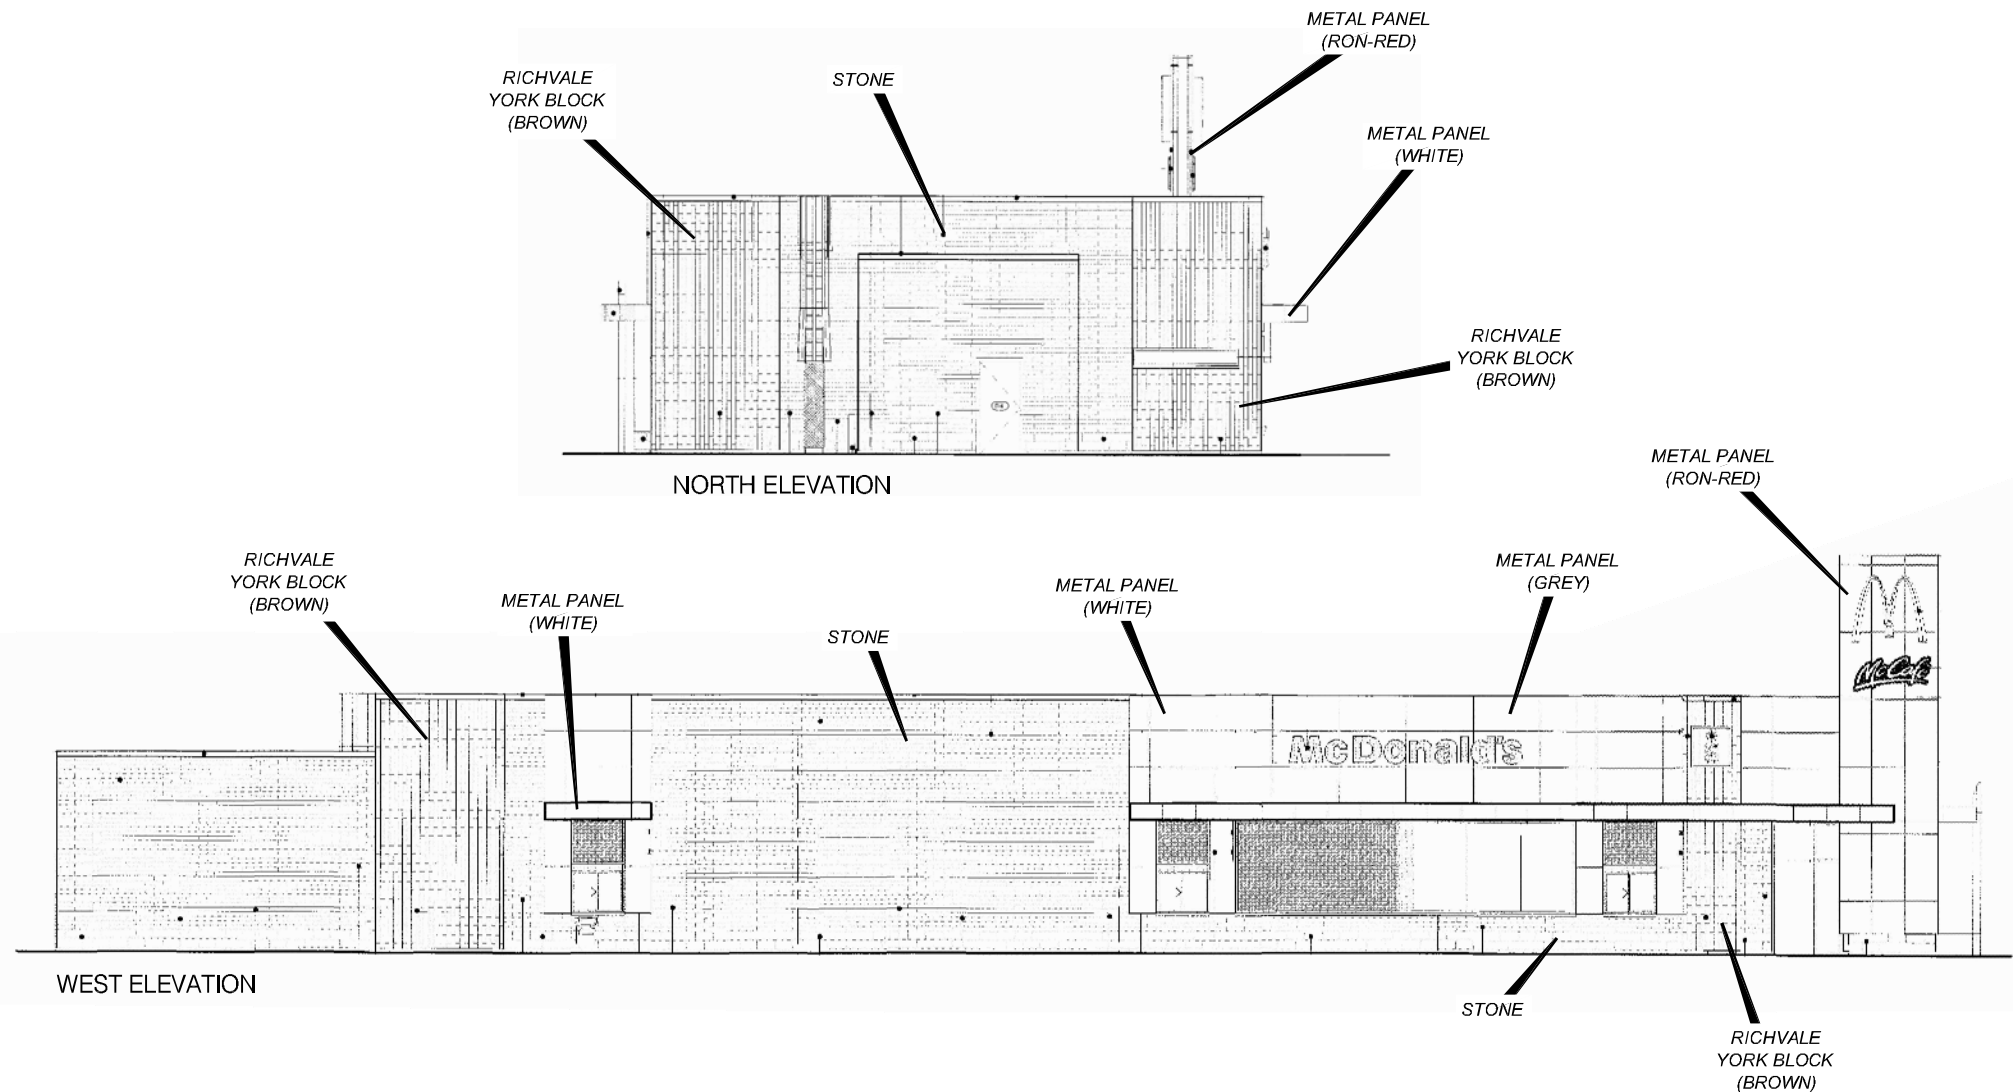 METAL PANEL
(RON-RED)
RICHVALE
YORK BLOCK
(BROWN)
STONE
METAL PANEL
(WHITE)
RICHVALE
YORK BLOCK
(BROWN)
NORTH ELEVATION
METAL PANEL
(RON-RED)
RICHVALE
YORK BLOCK
(BROWN)
METAL PANEL
(WHITE)
STONE
METAL PANEL
(WHITE)
METAL PANEL
(GREY)
McCafé
McDonald's
WEST ELEVATION
STONE
RICHVALE
YORK BLOCK
(BROWN)